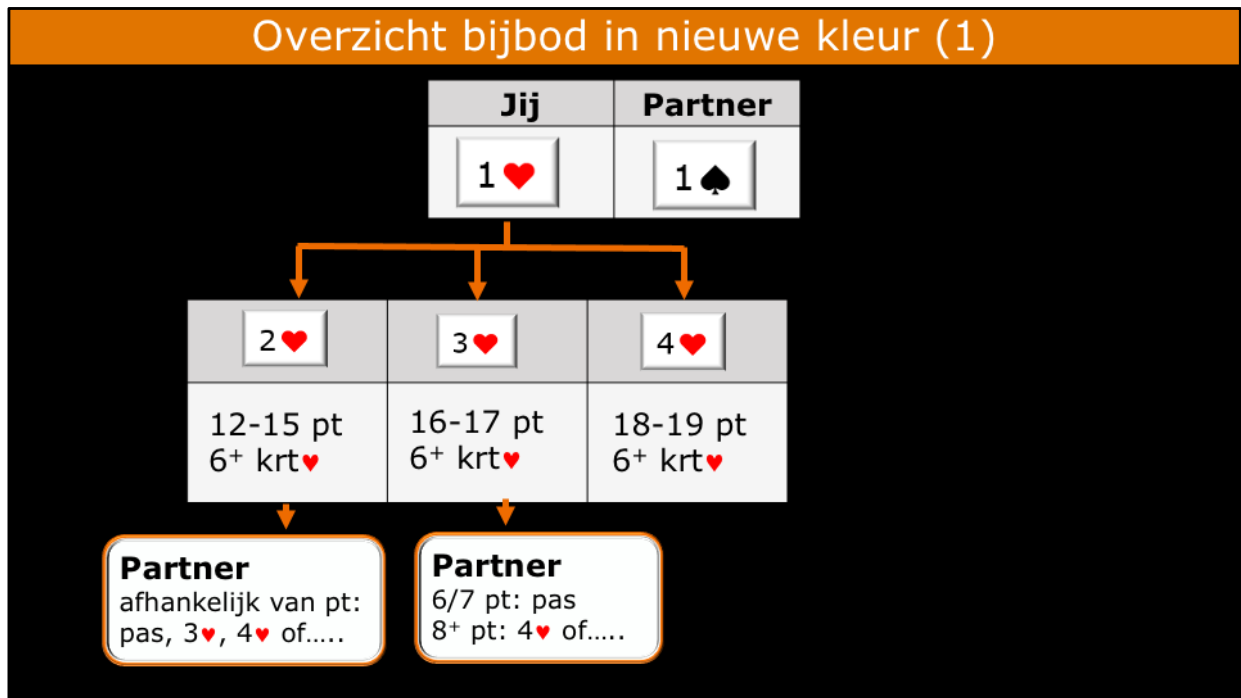 Overzicht bijbod in nieuwe kleur (1)
Jij Partner
1♥ 1♠
2♥ 3♥ 4♥
12-15 pt
6⁺ krt♥
16-17 pt
6⁺ krt♥
18-19 pt
6⁺ krt♥
Partner
afhankelijk van pt:
pas, 3♥, 4♥ of…..
Partner
6/7 pt: pas
8⁺ pt: 4♥ of…..